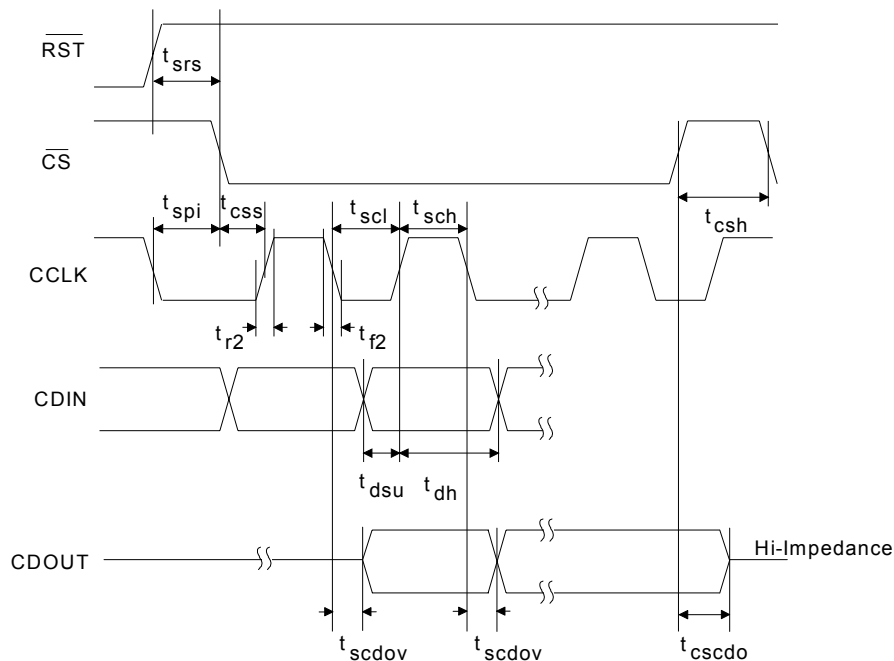 RST
t srs
CS
t spi
t css
t scl
t sch
t csh
CCLK
t r2
t f2
CDIN
t dsu
t dh
CDOUT
Hi-Impedance
t scdov
t scdov
t cscdo